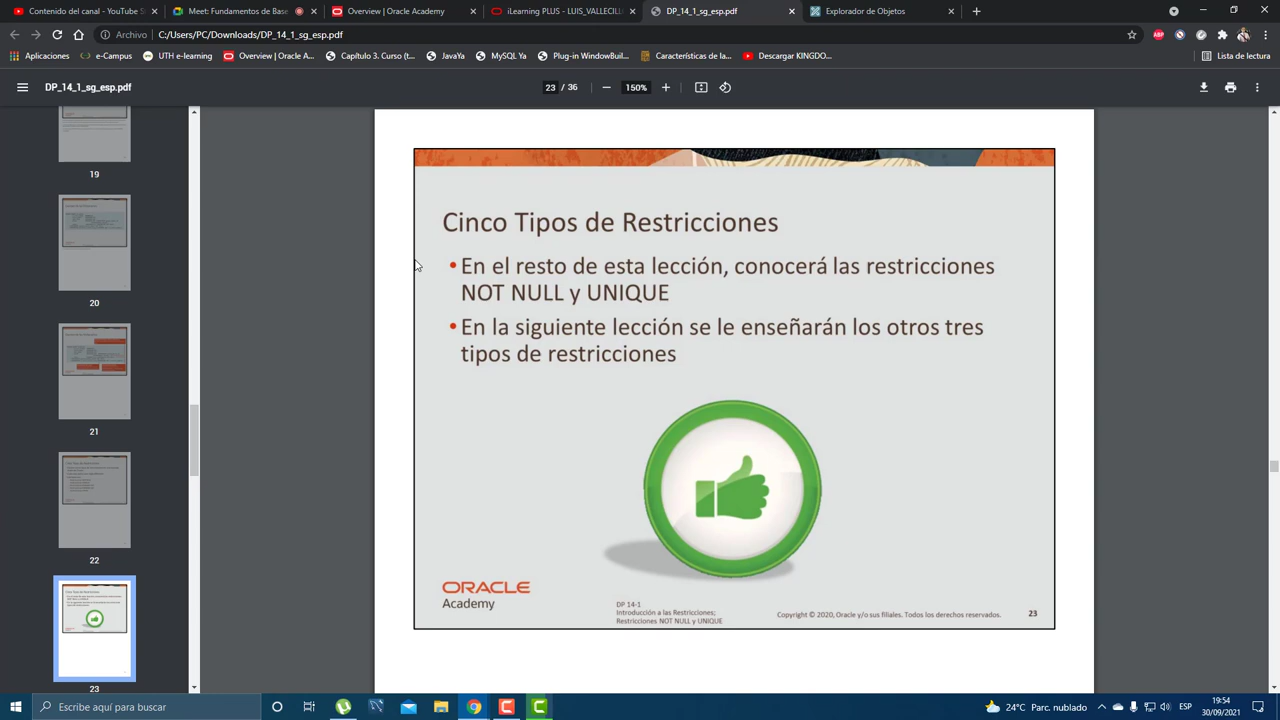 Contenido del canal - YouTube S
Meet: Fundamentos de Base
Overview | Oracle Academy
iLearning PLUS - LUIS_VALLECILL
DP_14_1_sg_esp.pdf
Explorador de Objetos
Archivo
C:/Users/PC/Downloads/DP_14_1_sg_esp.pdf
ABP
Aplicaciones
e-Campus
UTH e-learning
Overview | Oracle A...
Capítulo 3. Curso (t...
JavaYa
MySQL Ya
Plug-in WindowBuil...
Características de la...
Descargar KINGDO...
Lista de lectura
DP_14_1_sg_esp.pdf
23 / 36
150%
19
20
21
22
23
Cinco Tipos de Restricciones
•En el resto de esta lección, conocerá las restricciones
NOT NULL y UNIQUE
•En la siguiente lección se le enseñarán los otros tres
tipos de restricciones
ORACLE
Academy
DP 14-1
Introducción a las Restricciones;
Restricciones NOT NULL y UNIQUE
Copyright © 2020, Oracle y/o sus filiales. Todos los derechos reservados.
23
Escribe aquí para buscar
24°C Parc. nublado
ESP
19:54
30/09/2021